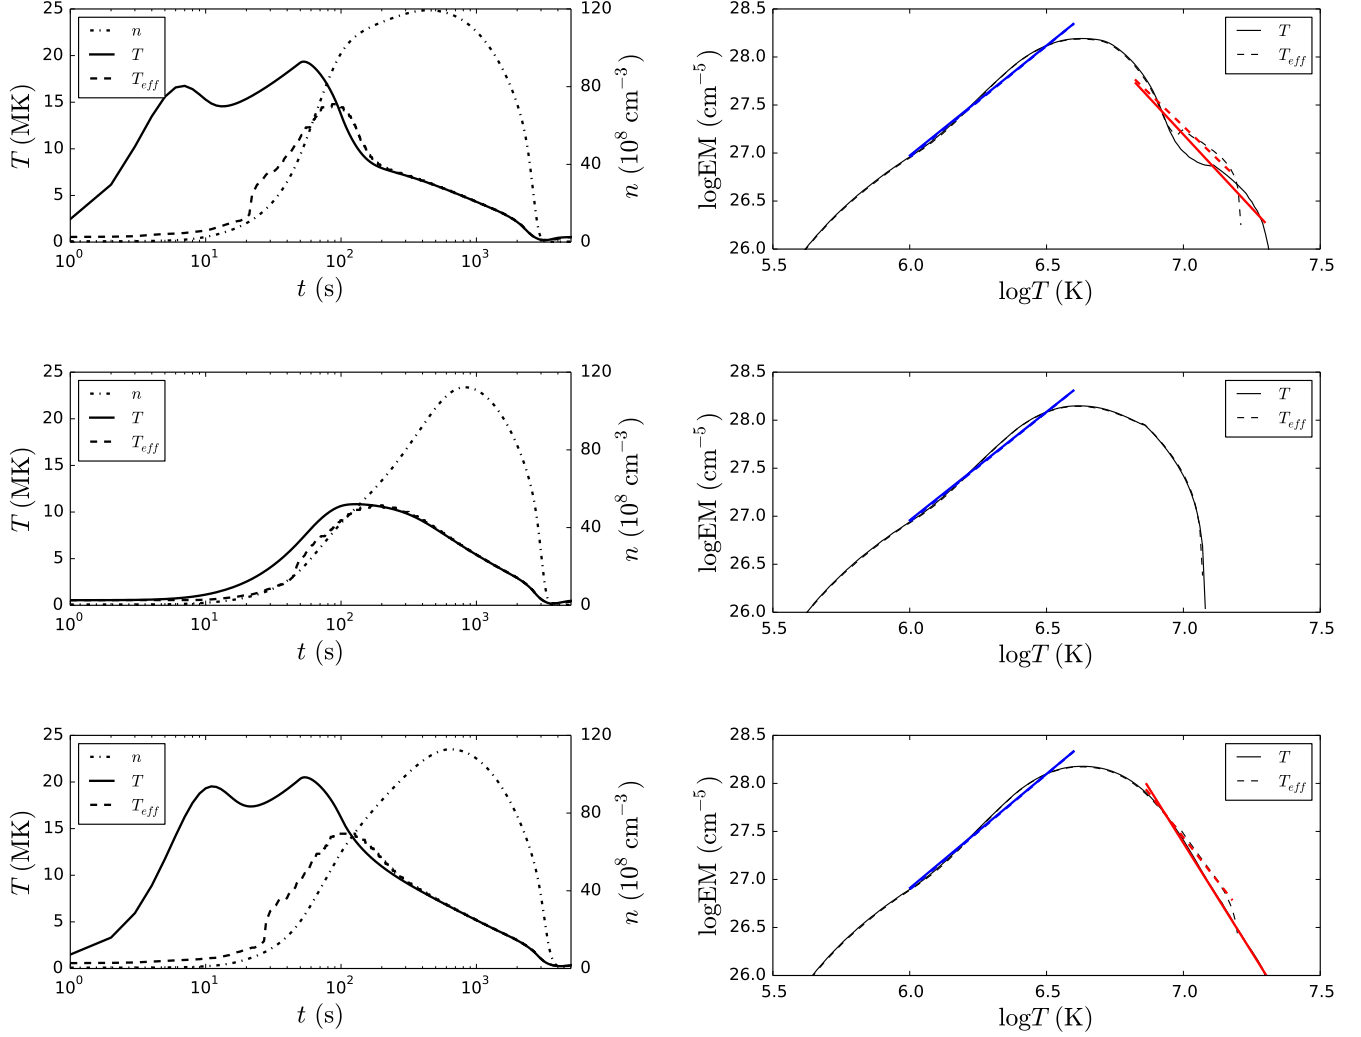 25
20
15
10
5
0
T (MK)
n
T
T_eff
120
80
40
0
n (10^8 cm^−3)
10^0
10^1
10^2
10^3
t (s)
28.5
28.0
27.5
27.0
26.5
26.0
logEM (cm^−5)
T
T_eff
5.5
6.0
6.5
7.0
7.5
logT (K)
25
20
15
10
5
0
T (MK)
n
T
T_eff
120
80
40
0
n (10^8 cm^−3)
10^0
10^1
10^2
10^3
t (s)
28.5
28.0
27.5
27.0
26.5
26.0
logEM (cm^−5)
T
T_eff
5.5
6.0
6.5
7.0
7.5
logT (K)
25
20
15
10
5
0
T (MK)
n
T
T_eff
120
80
40
0
n (10^8 cm^−3)
10^0
10^1
10^2
10^3
t (s)
28.5
28.0
27.5
27.0
26.5
26.0
logEM (cm^−5)
T
T_eff
5.5
6.0
6.5
7.0
7.5
logT (K)